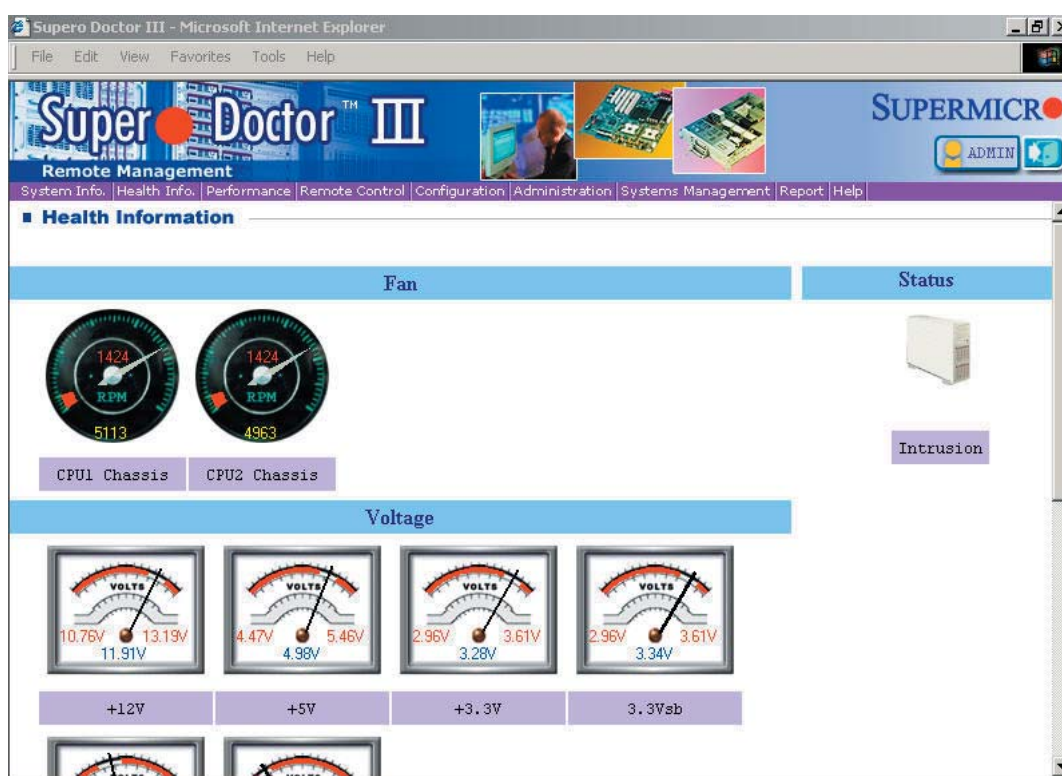 Supero Doctor III - Microsoft Internet Explorer
File Edit View Favorites Tools Help
Super Doctor™ III
SUPERMICR
ADMIN
Remote Management
System Info. Health Info. Performance Remote Control Configuration Administration Systems Management Report Help
Health Information
Fan
Status
1424
RPM
5113
1424
RPM
4963
CPU1 Chassis
CPU2 Chassis
Intrusion
Voltage
VOLTS
10.76V 13.19V
11.91V
VOLTS
4.47V 5.46V
4.98V
VOLTS
2.96V 3.61V
3.28V
VOLTS
2.96V 3.61V
3.34V
+12V
+5V
+3.3V
3.3Vsb